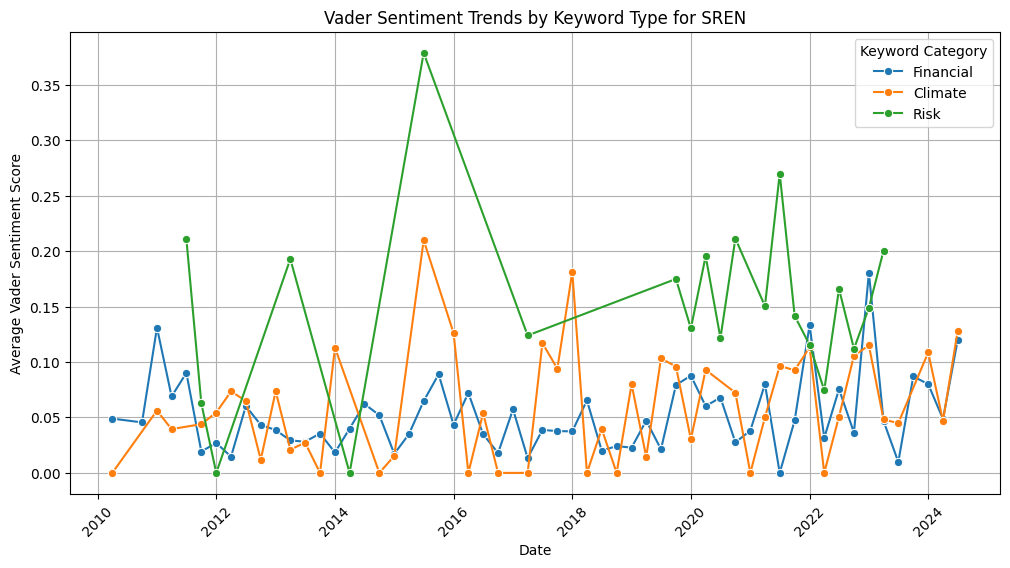 Vader Sentiment Trends by Keyword Type for SREN
Keyword Category
Financial
Climate
Risk
Average Vader Sentiment Score
0.35
0.30
0.25
0.20
0.15
0.10
0.05
0.00
2010
2012
2014
2016
2018
2020
2022
2024
Date